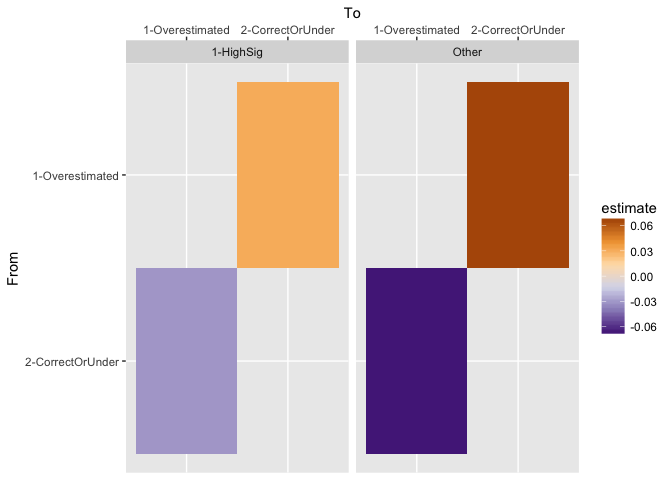 To
1-Overestimated 2-CorrectOrUnder 1-Overestimated 2-CorrectOrUnder
1-HighSig Other
From
1-Overestimated
2-CorrectOrUnder
estimate
0.06
0.03
0.00
-0.03
-0.06